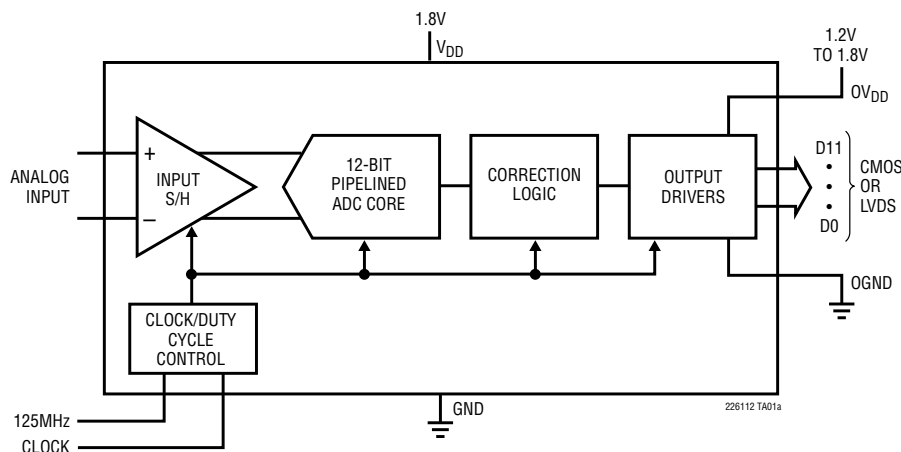 1.8V
VDD
1.2V
TO 1.8V
OVDD
ANALOG
INPUT
+
–
INPUT
S/H
12-BIT
PIPELINED
ADC CORE
CORRECTION
LOGIC
OUTPUT
DRIVERS
D11
•
•
•
D0
CMOS
OR
LVDS
OGND
CLOCK/DUTY
CYCLE
CONTROL
GND
226112 TA01a
125MHz
CLOCK